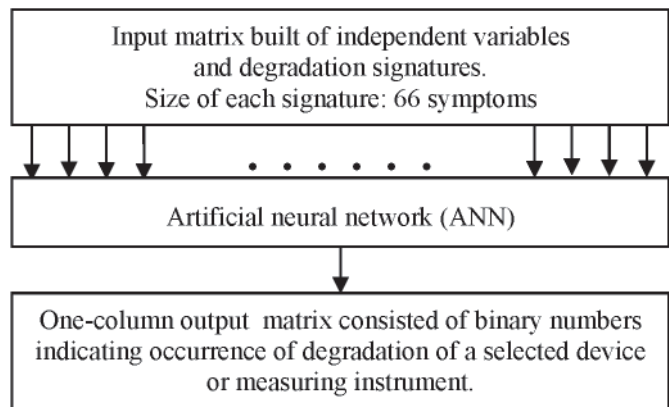 Input matrix built of independent variables
and degradation signatures.
Size of each signature: 66 symptoms
Artificial neural network (ANN)
One-column output matrix consisted of binary numbers
indicating occurrence of degradation of a selected device
or measuring instrument.